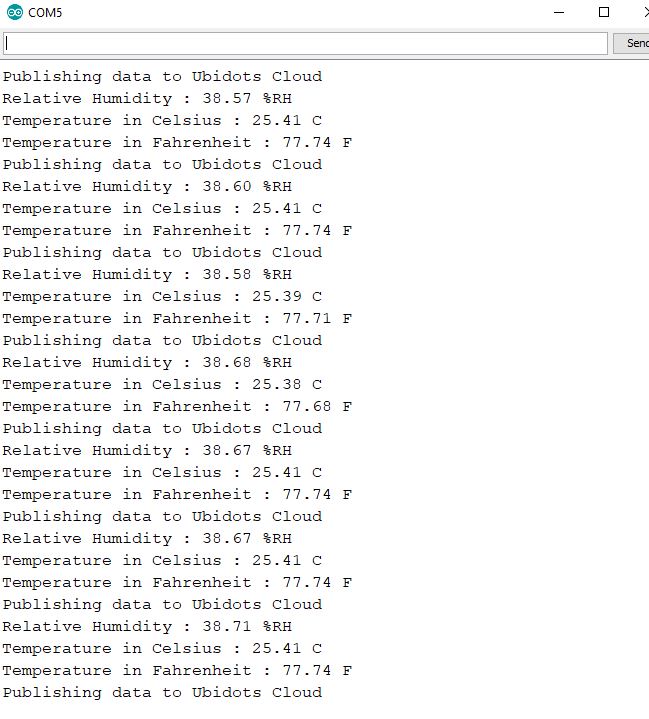 COM5
Send
Publishing data to Ubidots Cloud
Relative Humidity : 38.57 %RH
Temperature in Celsius : 25.41 C
Temperature in Fahrenheit : 77.74 F
Publishing data to Ubidots Cloud
Relative Humidity : 38.60 %RH
Temperature in Celsius : 25.41 C
Temperature in Fahrenheit : 77.74 F
Publishing data to Ubidots Cloud
Relative Humidity : 38.58 %RH
Temperature in Celsius : 25.39 C
Temperature in Fahrenheit : 77.71 F
Publishing data to Ubidots Cloud
Relative Humidity : 38.68 %RH
Temperature in Celsius : 25.38 C
Temperature in Fahrenheit : 77.68 F
Publishing data to Ubidots Cloud
Relative Humidity : 38.67 %RH
Temperature in Celsius : 25.41 C
Temperature in Fahrenheit : 77.74 F
Publishing data to Ubidots Cloud
Relative Humidity : 38.67 %RH
Temperature in Celsius : 25.41 C
Temperature in Fahrenheit : 77.74 F
Publishing data to Ubidots Cloud
Relative Humidity : 38.71 %RH
Temperature in Celsius : 25.41 C
Temperature in Fahrenheit : 77.74 F
Publishing data to Ubidots Cloud